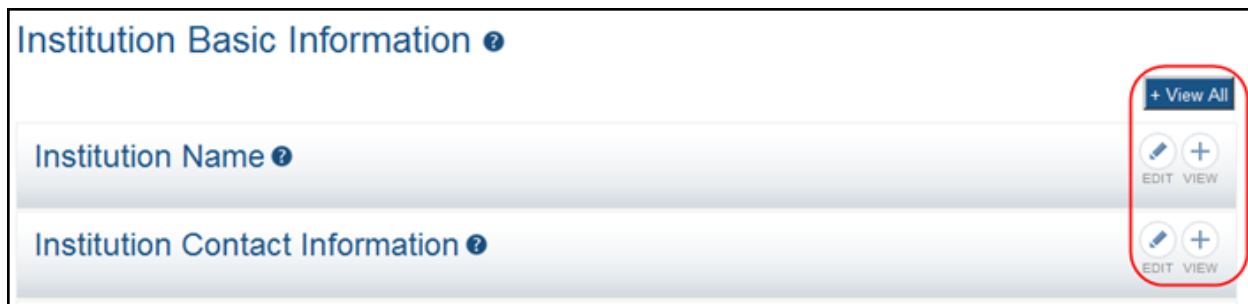 Institution Basic Information ?
+ View All
Institution Name ?
EDIT VIEW
Institution Contact Information ?
EDIT VIEW